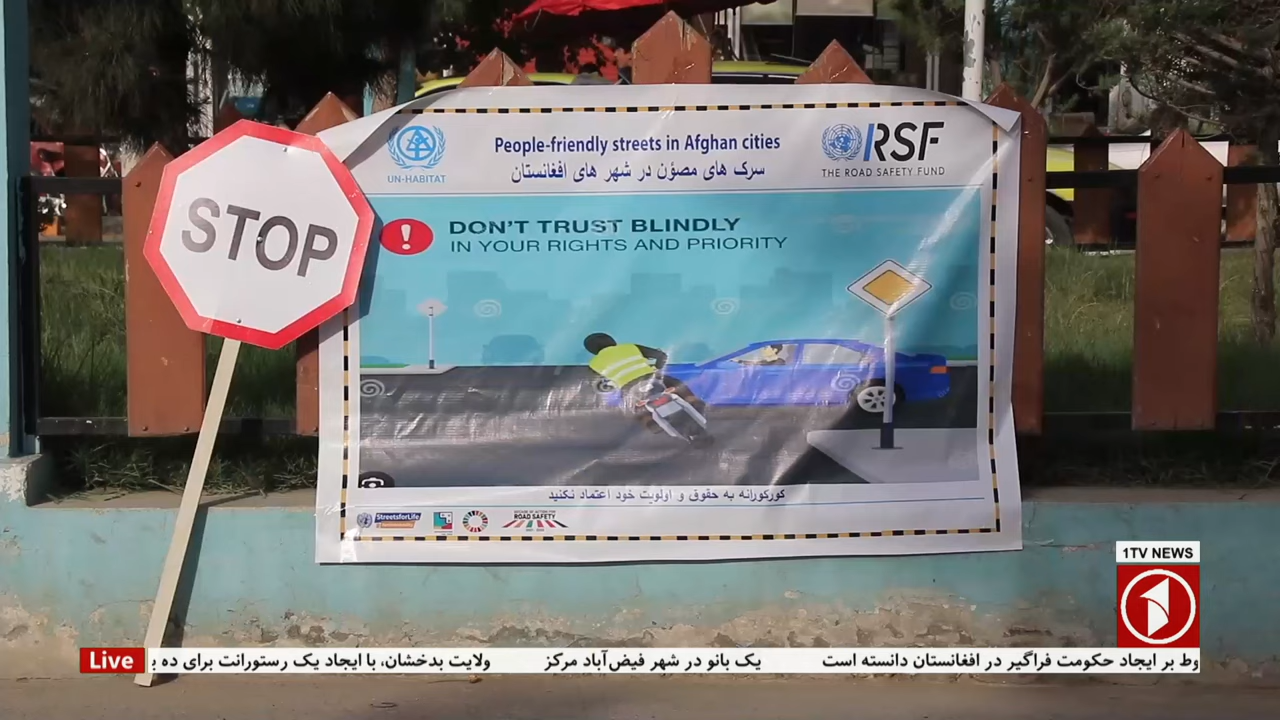 People-friendly streets in Afghan cities
سرک های مصؤن در شهر های افغانستان
UN-HABITAT
RSF
THE ROAD SAFETY FUND
STOP
!
DON'T TRUST BLINDLY
IN YOUR RIGHTS AND PRIORITY
کورکورانه به حقوق و اولویت خود اعتماد نکنید
StreetsforLife
ROAD SAFETY
1TV NEWS
Live
وط بر ایجاد حکومت فراگیر در افغانستان دانسته است
یک بانو در شهر فیض‌آباد مرکز
ولایت بدخشان، با ایجاد یک رستورانت برای ده